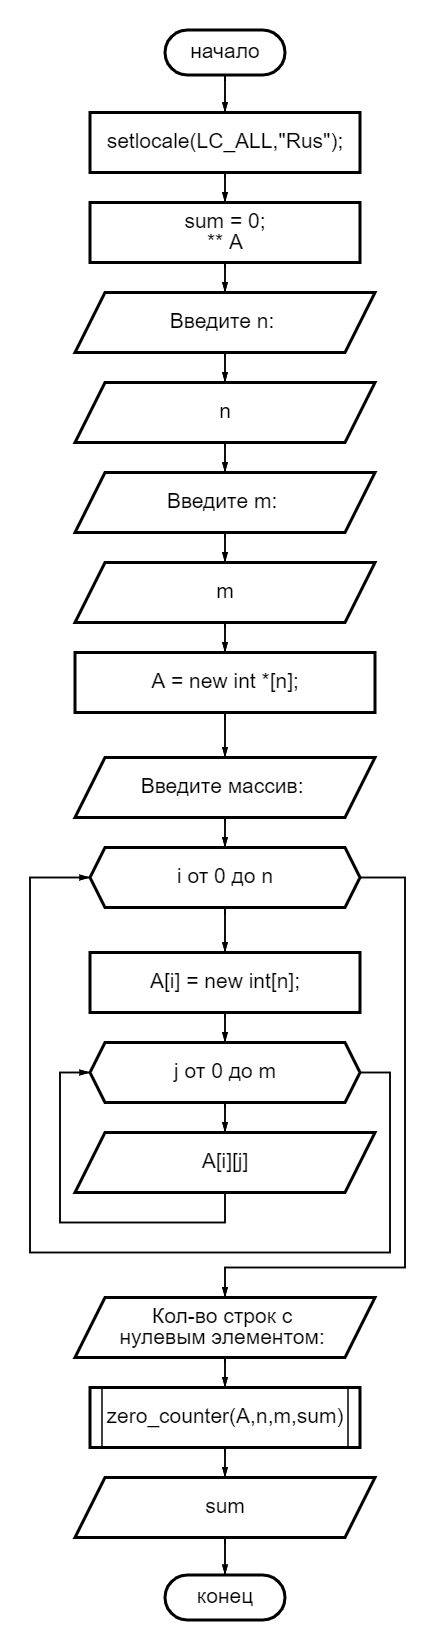 начало
setlocale(LC_ALL,"Rus");
sum = 0;
** A
Введите n:
n
Введите m:
m
A = new int *[n];
Введите массив:
i от 0 до n
A[i] = new int[n];
j от 0 до m
A[i][j]
Кол-во строк с
нулевым элементом:
zero_counter(A,n,m,sum)
sum
конец